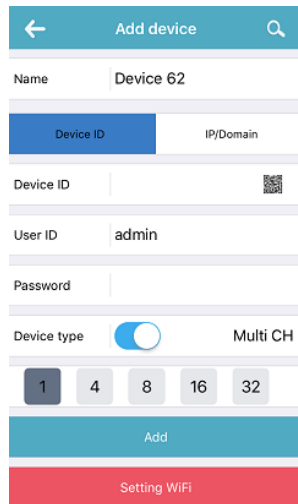 Add device
Name Device 62
Device ID IP/Domain
Device ID
User ID admin
Password
Device type Multi CH
1 4 8 16 32
Add
Setting WiFi